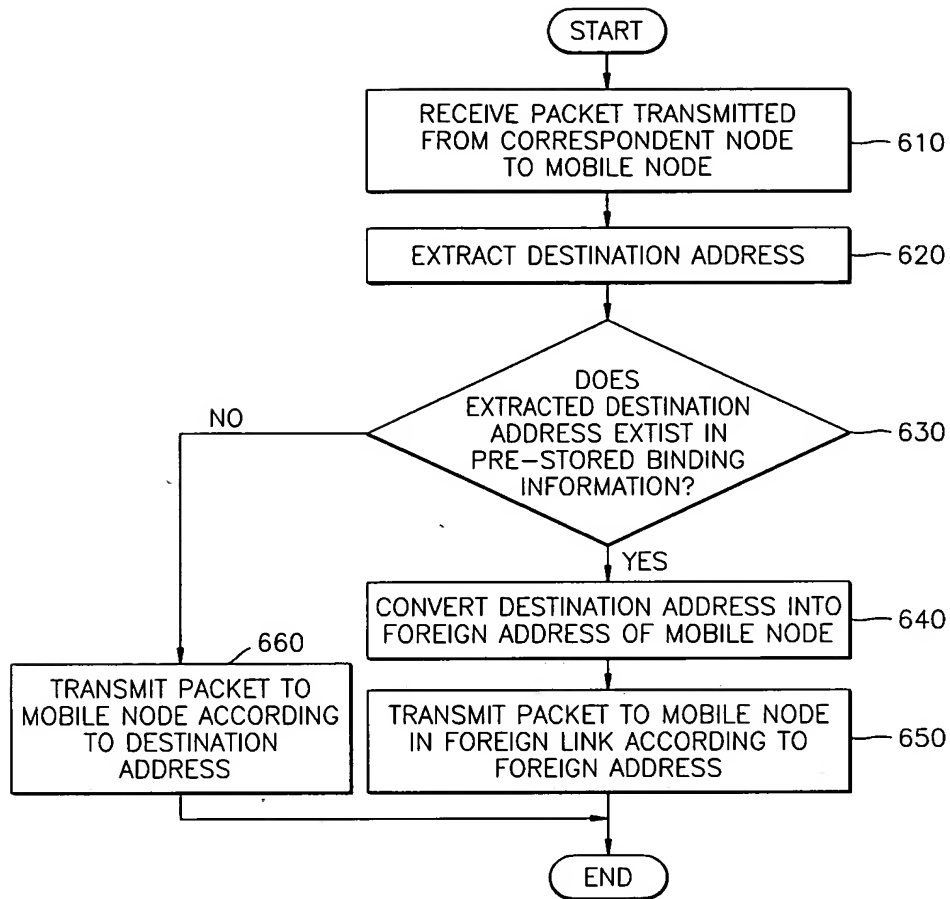 START
RECEIVE PACKET TRANSMITTED
FROM CORRESPONDENT NODE
TO MOBILE NODE
610
EXTRACT DESTINATION ADDRESS
620
DOES
EXTRACTED DESTINATION
ADDRESS EXTIST IN
PRE-STORED BINDING
INFORMATION?
630
NO
YES
CONVERT DESTINATION ADDRESS INTO
FOREIGN ADDRESS OF MOBILE NODE
640
660
TRANSMIT PACKET TO
MOBILE NODE ACCORDING
TO DESTINATION
ADDRESS
TRANSMIT PACKET TO MOBILE NODE
IN FOREIGN LINK ACCORDING TO
FOREIGN ADDRESS
650
END